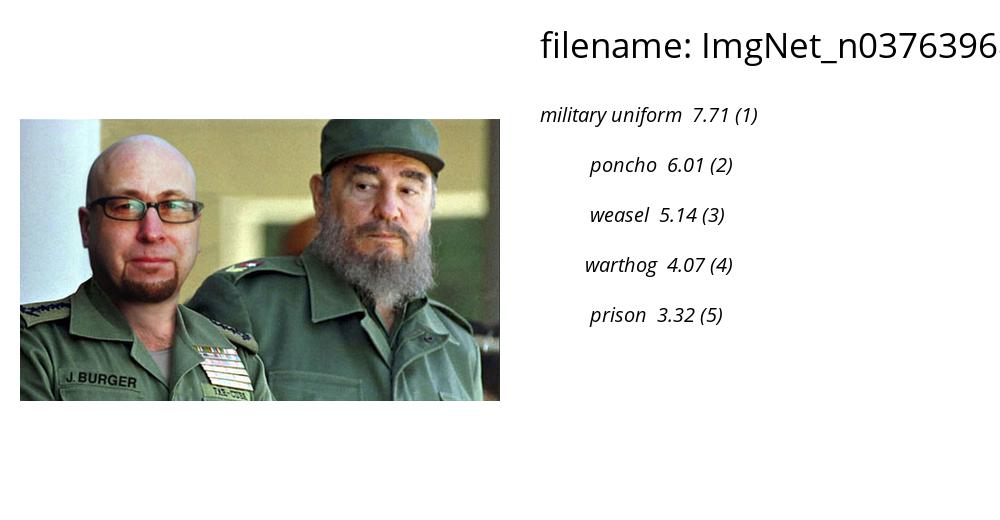 filename: ImgNet_n0376396
military uniform 7.71 (1)
poncho 6.01 (2)
weasel 5.14 (3)
warthog 4.07 (4)
prison 3.32 (5)
J. BURGER